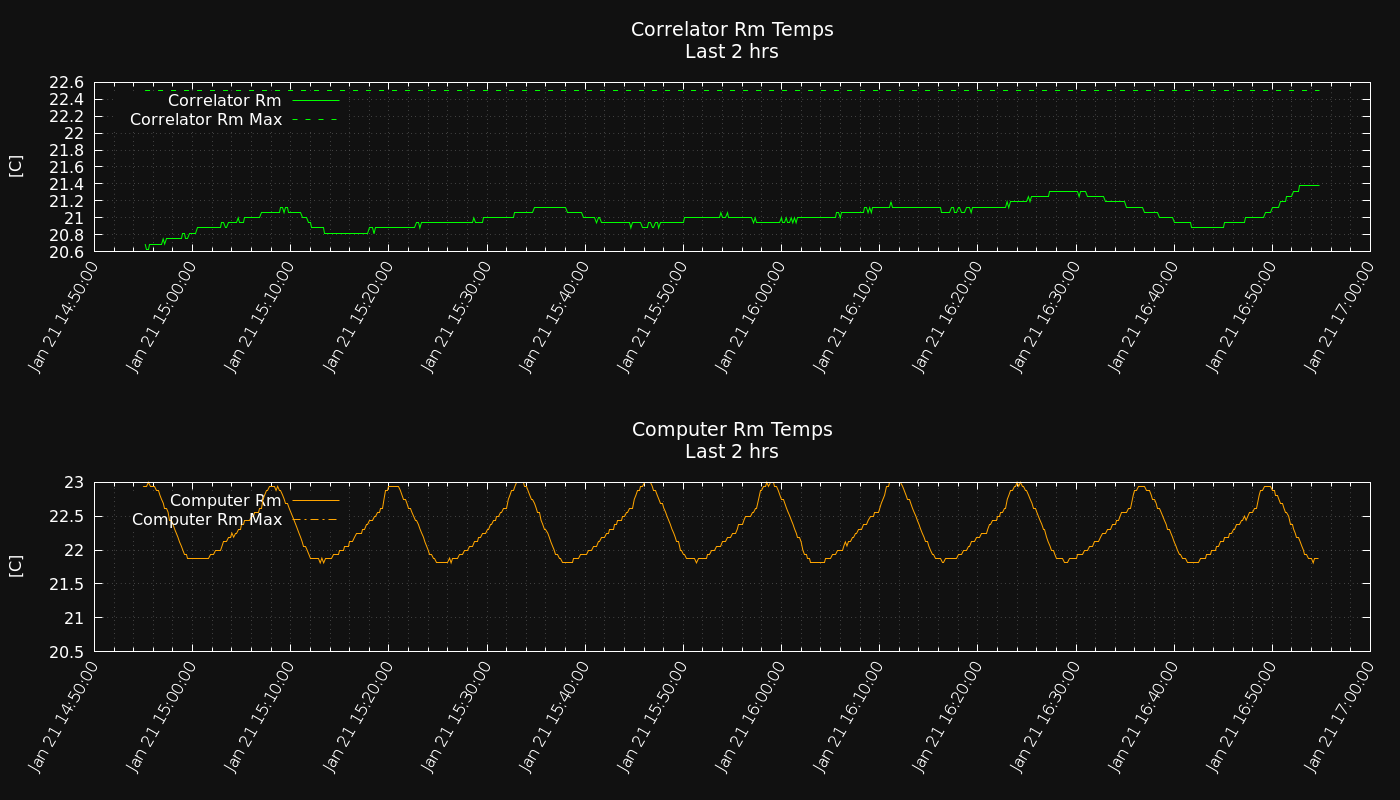 Correlator Rm Temps
Last 2 hrs
22.6
22.4
22.2
22
21.8
21.6
21.4
21.2
21
20.8
20.6
[C]
Correlator Rm
Correlator Rm Max
Jan 21 14:50:00
Jan 21 15:00:00
Jan 21 15:10:00
Jan 21 15:20:00
Jan 21 15:30:00
Jan 21 15:40:00
Jan 21 15:50:00
Jan 21 16:00:00
Jan 21 16:10:00
Jan 21 16:20:00
Jan 21 16:30:00
Jan 21 16:40:00
Jan 21 16:50:00
Jan 21 17:00:00
Computer Rm Temps
Last 2 hrs
23
22.5
22
21.5
21
20.5
[C]
Computer Rm
Computer Rm Max
Jan 21 14:50:00
Jan 21 15:00:00
Jan 21 15:10:00
Jan 21 15:20:00
Jan 21 15:30:00
Jan 21 15:40:00
Jan 21 15:50:00
Jan 21 16:00:00
Jan 21 16:10:00
Jan 21 16:20:00
Jan 21 16:30:00
Jan 21 16:40:00
Jan 21 16:50:00
Jan 21 17:00:00